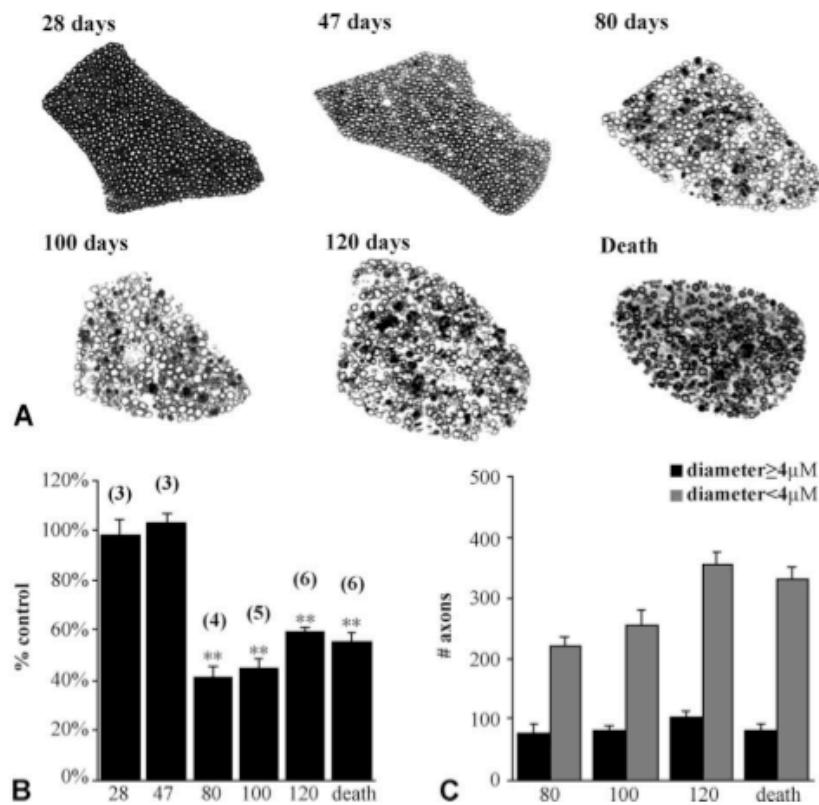 28 days
47 days
80 days
100 days
120 days
Death
A
120%
100%
80%
60%
40%
20%
0%
% control
(3)
(3)
(4)
(5)
(6)
(6)
**
**
**
**
28 47 80 100 120 death
B
diameter≥4μM
diameter<4μM
500
400
300
200
100
0
# axons
80 100 120 death
C